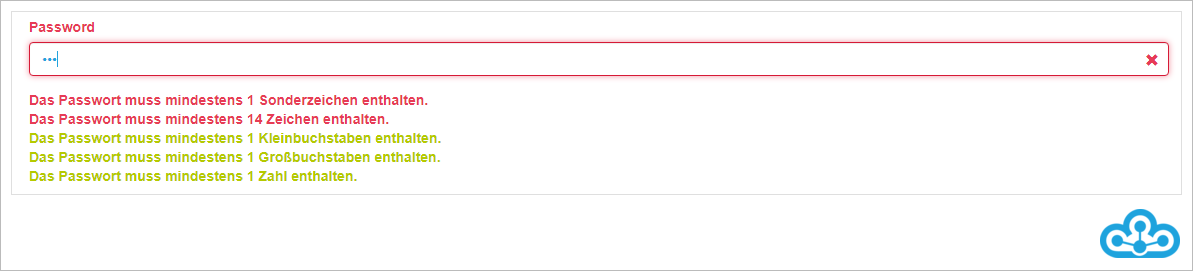 Password
•••
Das Passwort muss mindestens 1 Sonderzeichen enthalten.
Das Passwort muss mindestens 14 Zeichen enthalten.
Das Passwort muss mindestens 1 Kleinbuchstaben enthalten.
Das Passwort muss mindestens 1 Großbuchstaben enthalten.
Das Passwort muss mindestens 1 Zahl enthalten.